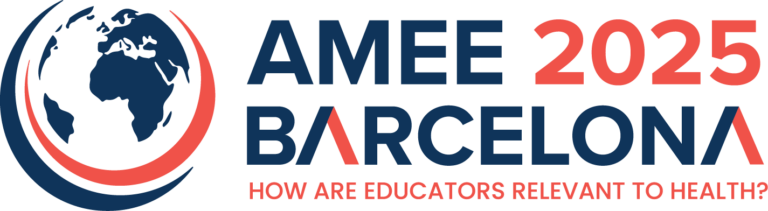 AMEE 2025
BARCELONA
HOW ARE EDUCATORS RELEVANT TO HEALTH?